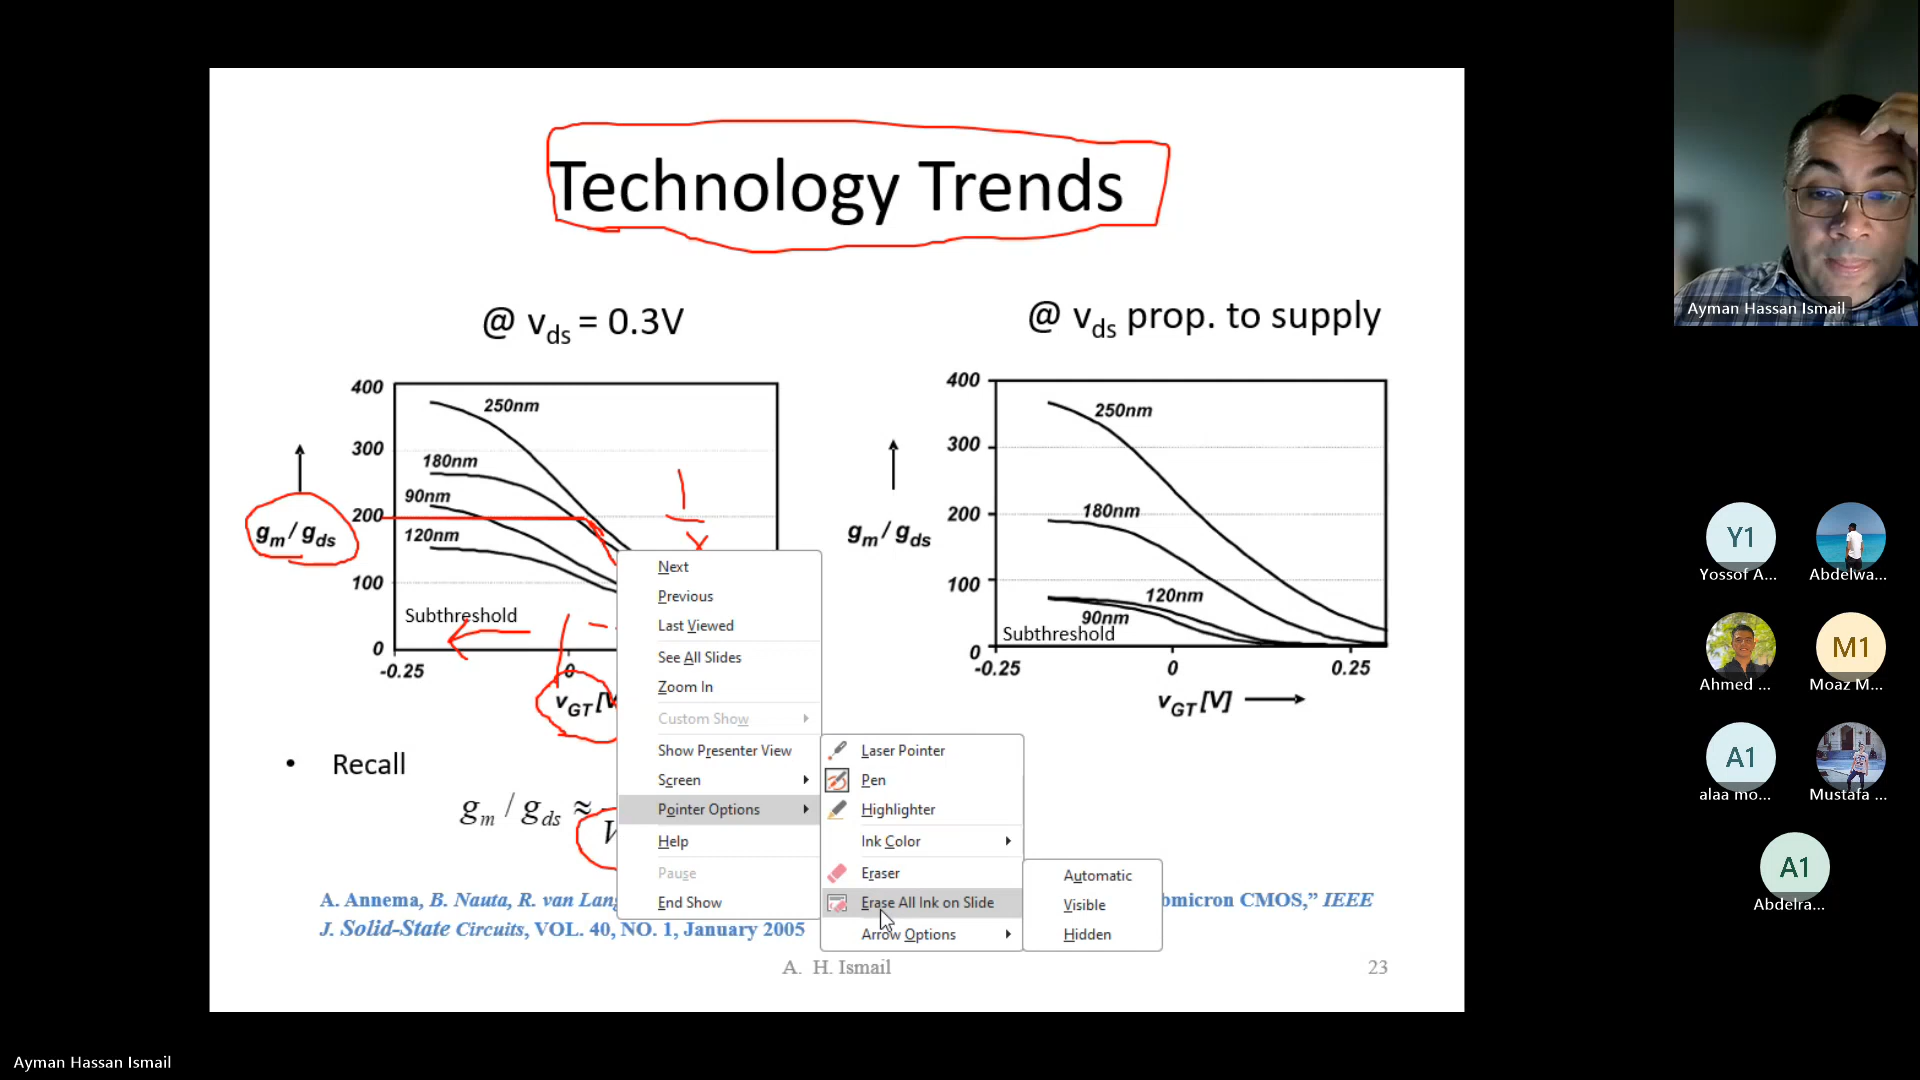 Technology Trends
@ vds = 0.3V
@ vds prop. to supply
400
300
200
100
0
-0.25
0
250nm
180nm
90nm
120nm
Subthreshold
gm / gds
vGT [V
400
300
200
100
0
-0.25
0
0.25
250nm
180nm
120nm
90nm
Subthreshold
gm / gds
vGT [V]
• Recall
gm / gds ≈
V
A. Annema, B. Nauta, R. van Lang
bmicron CMOS,” IEEE
J. Solid-State Circuits, VOL. 40, NO. 1, January 2005
A. H. Ismail
23
Next
Previous
Last Viewed
See All Slides
Zoom In
Custom Show
Show Presenter View
Screen
Pointer Options
Help
Pause
End Show
Laser Pointer
Pen
Highlighter
Ink Color
Eraser
Erase All Ink on Slide
Arrow Options
Automatic
Visible
Hidden
Ayman Hassan Ismail
Y1
Yossof A...
Abdelwa...
Ahmed ...
M1
Moaz M...
A1
alaa mo...
Mustafa ...
A1
Abdelra...
Ayman Hassan Ismail